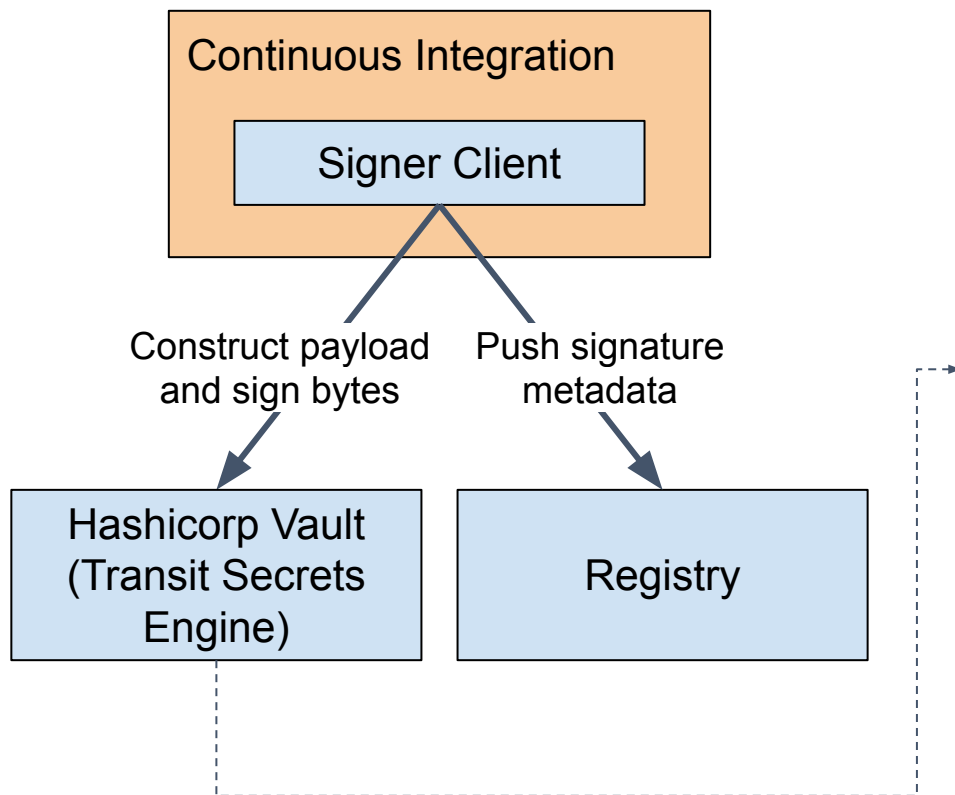 Continuous Integration
Signer Client
Construct payload
and sign bytes
Push signature
metadata
Hashicorp Vault
(Transit Secrets
Engine)
Registry